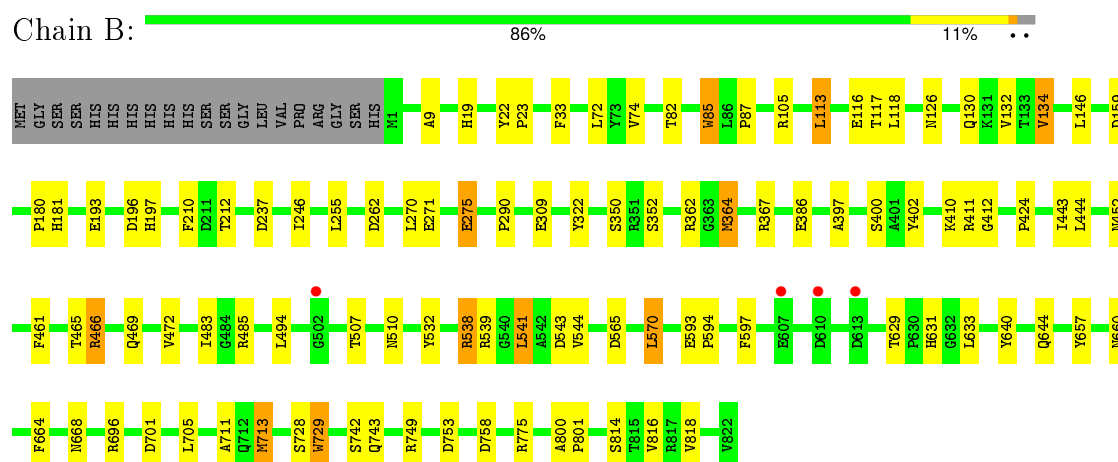 Chain B:
86% 11% • •
MET GLY SER SER HIS HIS HIS HIS HIS HIS SER SER GLY LEU VAL PRO ARG GLY SER HIS M1 A9 H19 Y22 P23 F33 L72 Y73 V74 T82 W85 L86 P87 R105 L113 E116 T117 L118 N126 Q130 K131 V132 T133 V134 L146 D159
P180 H181 E193 D196 H197 F210 D211 T212 D237 I246 L255 D262 L270 E271 E275 P290 E309 Y322 S350 R351 S352 R362 G363 M364 R367 E386 A397 S400 A401 Y402 K410 R411 G412 P424 I443 L444 N452
F461 T465 R466 Q469 V472 I483 G484 R485 L494 G502 T507 N510 Y532 R538 R539 G540 L541 A542 D543 V544 D565 L570 E593 P594 F597 E607 D610 D613 T629 P630 H631 G632 L633 Y640 Q644 Y657 N660
F664 N668 R696 D701 L705 A711 Q712 M713 S728 W729 S742 Q743 R749 D753 D758 R775 A800 P801 S814 T815 V816 R817 V818 V822